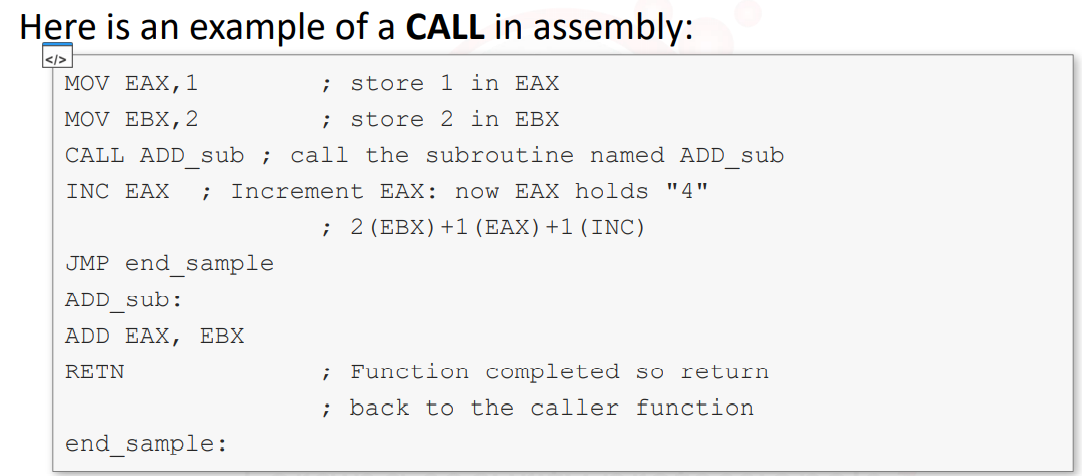 Here is an example of a CALL in assembly:
</>
MOV EAX,1 ; store 1 in EAX
MOV EBX,2 ; store 2 in EBX
CALL ADD_sub ; call the subroutine named ADD_sub
INC EAX ; Increment EAX: now EAX holds "4"
; 2(EBX)+1(EAX)+1(INC)
JMP end_sample
ADD_sub:
ADD EAX, EBX
RETN ; Function completed so return
; back to the caller function
end_sample: